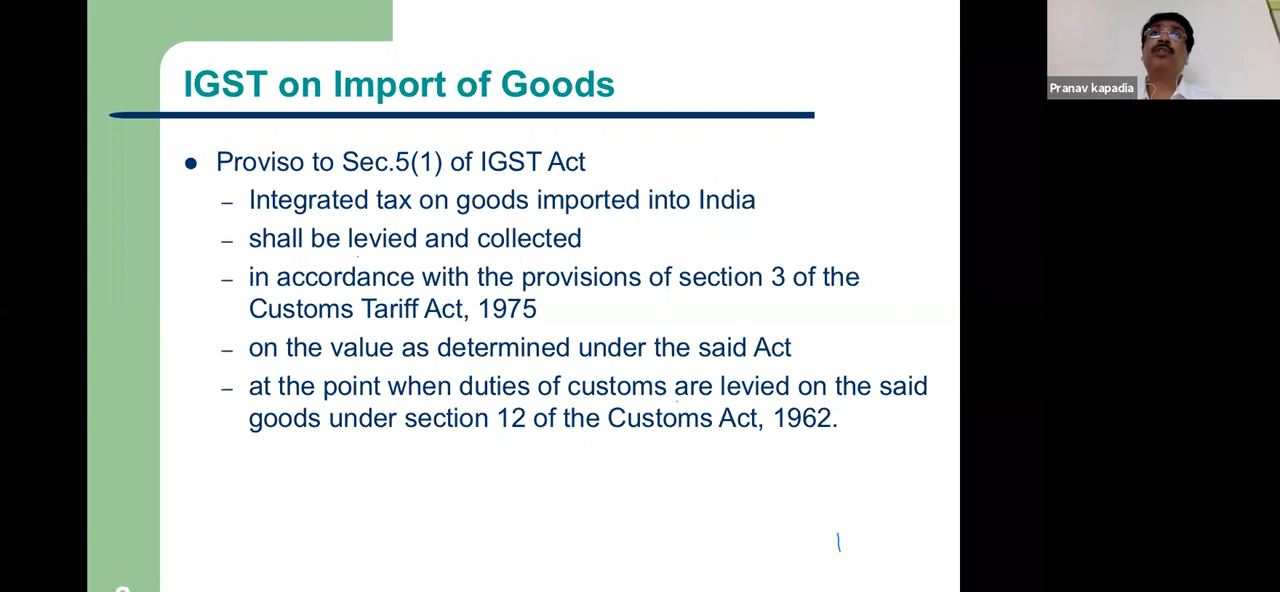 IGST on Import of Goods
● Proviso to Sec.5(1) of IGST Act
– Integrated tax on goods imported into India
– shall be levied and collected
– in accordance with the provisions of section 3 of the
Customs Tariff Act, 1975
– on the value as determined under the said Act
– at the point when duties of customs are levied on the said
goods under section 12 of the Customs Act, 1962.
Pranav kapadia